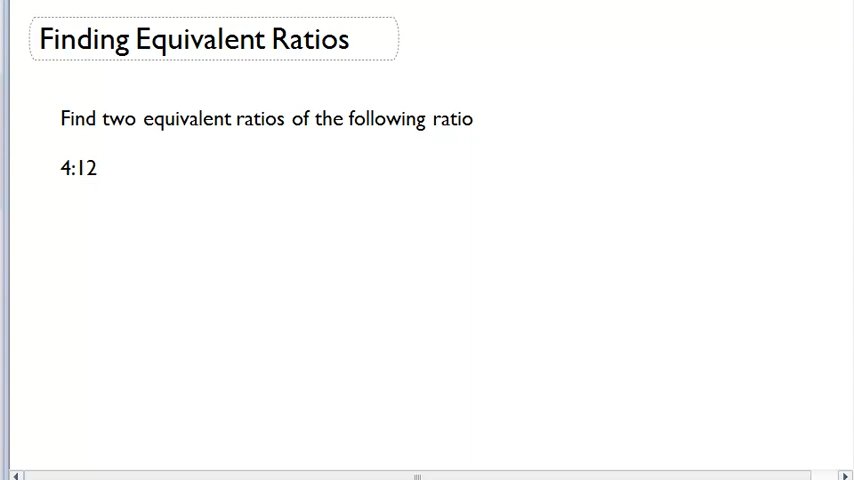 Finding Equivalent Ratios
Find two equivalent ratios of the following ratio
4:12